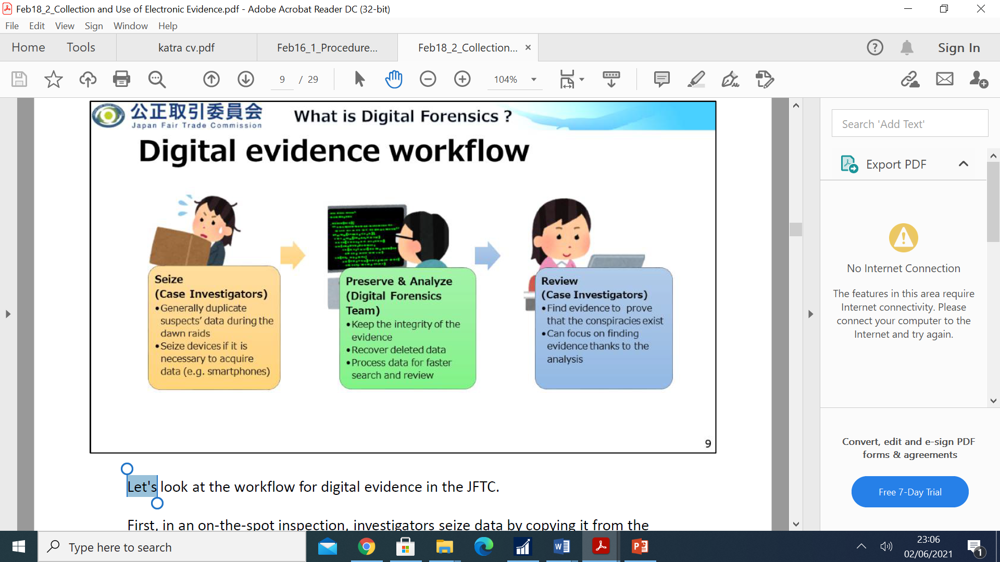 Feb18_2_Collection and Use of Electronic Evidence.pdf - Adobe Acrobat Reader DC (32-bit)
File Edit View Sign Window Help
Home Tools katra cv.pdf Feb16_1_Procedure... Feb18_2_Collection... × Sign In
9 / 29 104%
公正取引委員会
Japan Fair Trade Commission
What is Digital Forensics ?
Digital evidence workflow
Seize
(Case Investigators)
•Generally duplicate
suspects’ data during the
dawn raids
•Seize devices if it is
necessary to acquire
data (e.g. smartphones)
Preserve & Analyze
(Digital Forensics
Team)
•Keep the integrity of the
evidence
•Recover deleted data
•Process data for faster
search and review
Review
(Case Investigators)
•Find evidence to prove
that the conspiracies exist
•Can focus on finding
evidence thanks to the
analysis
9
Let's look at the workflow for digital evidence in the JFTC.
First, in an on-the-spot inspection, investigators seize data by copying it from the
Search 'Add Text'
Export PDF
No Internet Connection
The features in this area require
Internet connectivity. Please
connect your computer to the
Internet and try again.
Convert, edit and e-sign PDF
forms & agreements
Free 7-Day Trial
Type here to search
23:06
02/06/2021
1